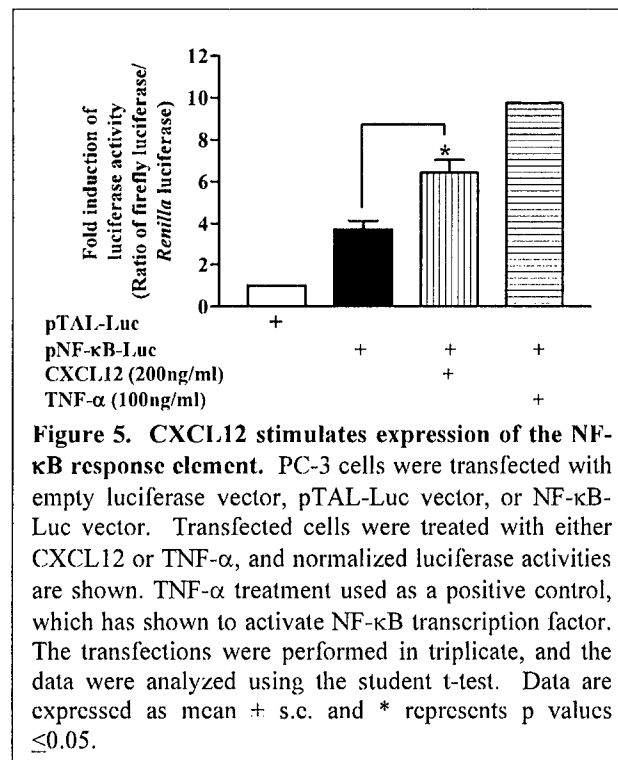 Fold induction of
luciferase activity
(Ratio of firefly luciferase/
Renilla luciferase)
12
10
8
6
4
2
0
*
pTAL-Luc +
pNF-κB-Luc + + +
CXCL12 (200ng/ml) +
TNF-α (100ng/ml) +
Figure 5. CXCL12 stimulates expression of the NF-
κB response element. PC-3 cells were transfected with
empty luciferase vector, pTAL-Luc vector, or NF-κB-
Luc vector. Transfected cells were treated with either
CXCL12 or TNF-α, and normalized luciferase activities
are shown. TNF-α treatment used as a positive control,
which has shown to activate NF-κB transcription factor.
The transfections were performed in triplicate, and the
data were analyzed using the student t-test. Data are
expressed as mean + s.e. and * represents p values
≤0.05.